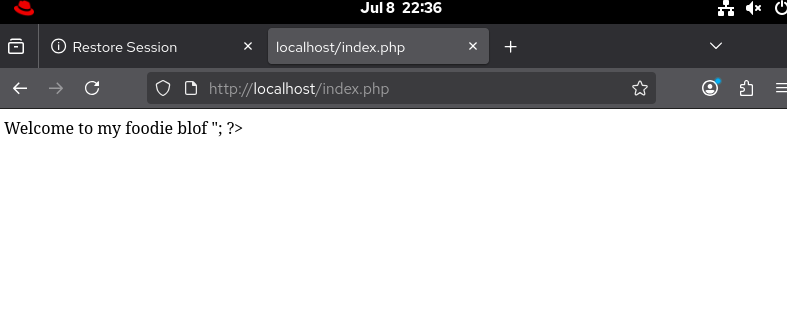 Jul 8 22:36
Restore Session
localhost/index.php
http://localhost/index.php
Welcome to my foodie blof "; ?>